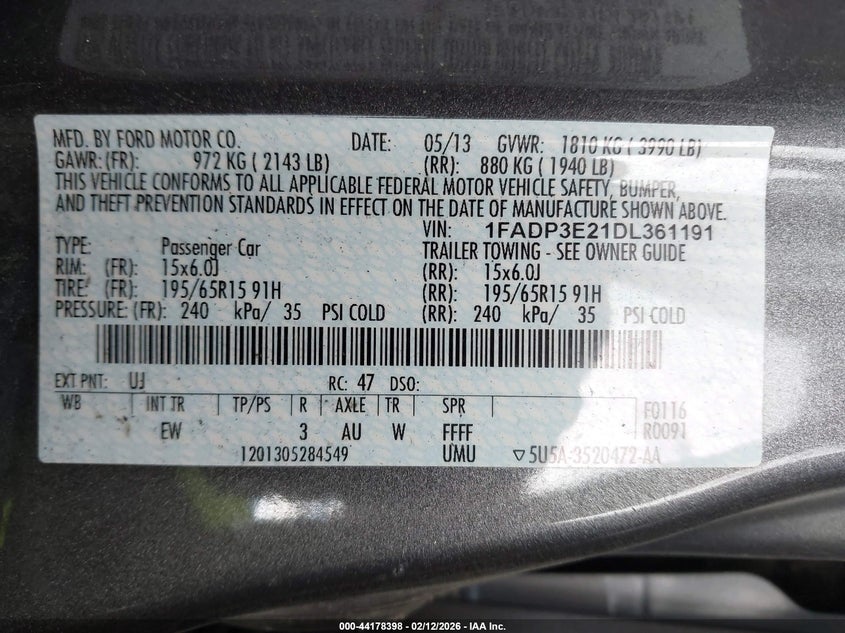 MFD. BY FORD MOTOR CO. DATE: 05/13 GVWR: 1810 KG ( 3990 LB)
GAWR: (FR): 972 KG ( 2143 LB) (RR): 880 KG ( 1940 LB)
THIS VEHICLE CONFORMS TO ALL APPLICABLE FEDERAL MOTOR VEHICLE SAFETY, BUMPER,
AND THEFT PREVENTION STANDARDS IN EFFECT ON THE DATE OF MANUFACTURE SHOWN ABOVE.
VIN: 1FADP3E21DL361191
TYPE: Passenger Car TRAILER TOWING - SEE OWNER GUIDE
RIM: (FR): 15x6.0J (RR): 15x6.0J
TIRE: (FR): 195/65R15 91H (RR): 195/65R15 91H
PRESSURE: (FR): 240 kPa/ 35 PSI COLD (RR): 240 kPa/ 35 PSI COLD
EXT PNT: UJ RC: 47 DSO:
WB INT TR TP/PS R AXLE TR SPR F0116
EW 3 AU W FFFF R0091
1201305284549 UMU ▽5U5A-3520472-AA
000-44178398 - 02/12/2026 - IAA Inc.